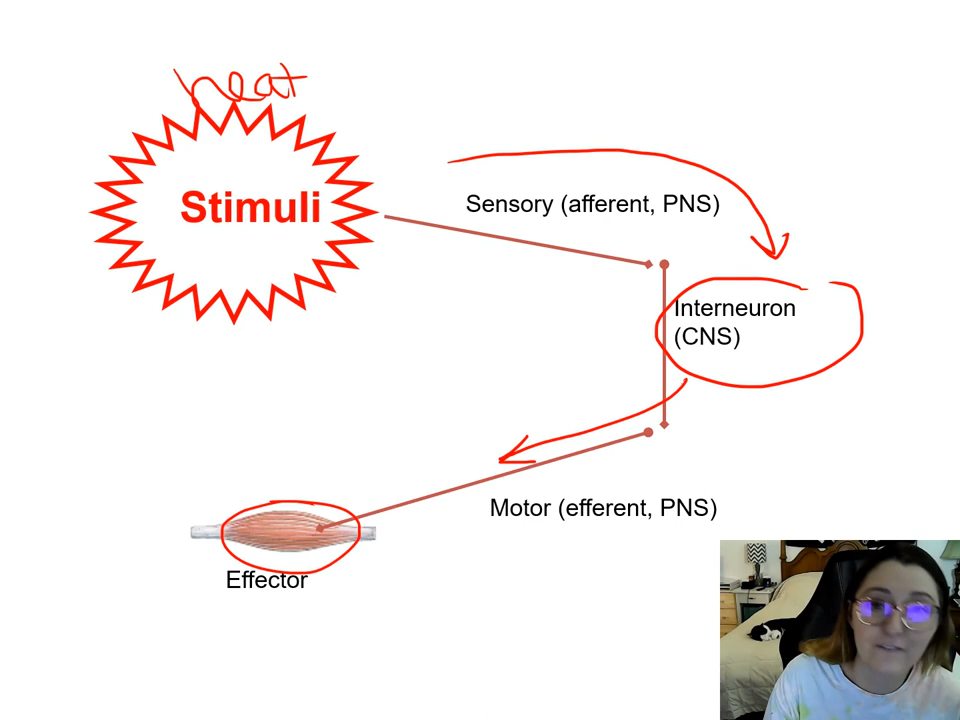 heat
Stimuli
Sensory (afferent, PNS)
Interneuron
(CNS)
Motor (efferent, PNS)
Effector